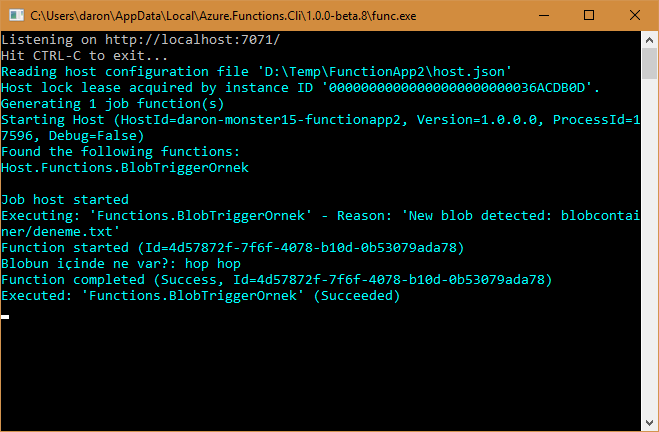 C:\Users\daron\AppData\Local\Azure.Functions.Cli\1.0.0-beta.8\func.exe
Listening on http://localhost:7071/
Hit CTRL-C to exit...
Reading host configuration file 'D:\Temp\FunctionApp2\host.json'
Host lock lease acquired by instance ID '00000000000000000000000036ACDB0D'.
Generating 1 job function(s)
Starting Host (HostId=daron-monster15-functionapp2, Version=1.0.0.0, ProcessId=1
7596, Debug=False)
Found the following functions:
Host.Functions.BlobTriggerOrnek
Job host started
Executing: 'Functions.BlobTriggerOrnek' - Reason: 'New blob detected: blobcontai
ner/deneme.txt'
Function started (Id=4d57872f-7f6f-4078-b10d-0b53079ada78)
Blobun içinde ne var?: hop hop
Function completed (Success, Id=4d57872f-7f6f-4078-b10d-0b53079ada78)
Executed: 'Functions.BlobTriggerOrnek' (Succeeded)